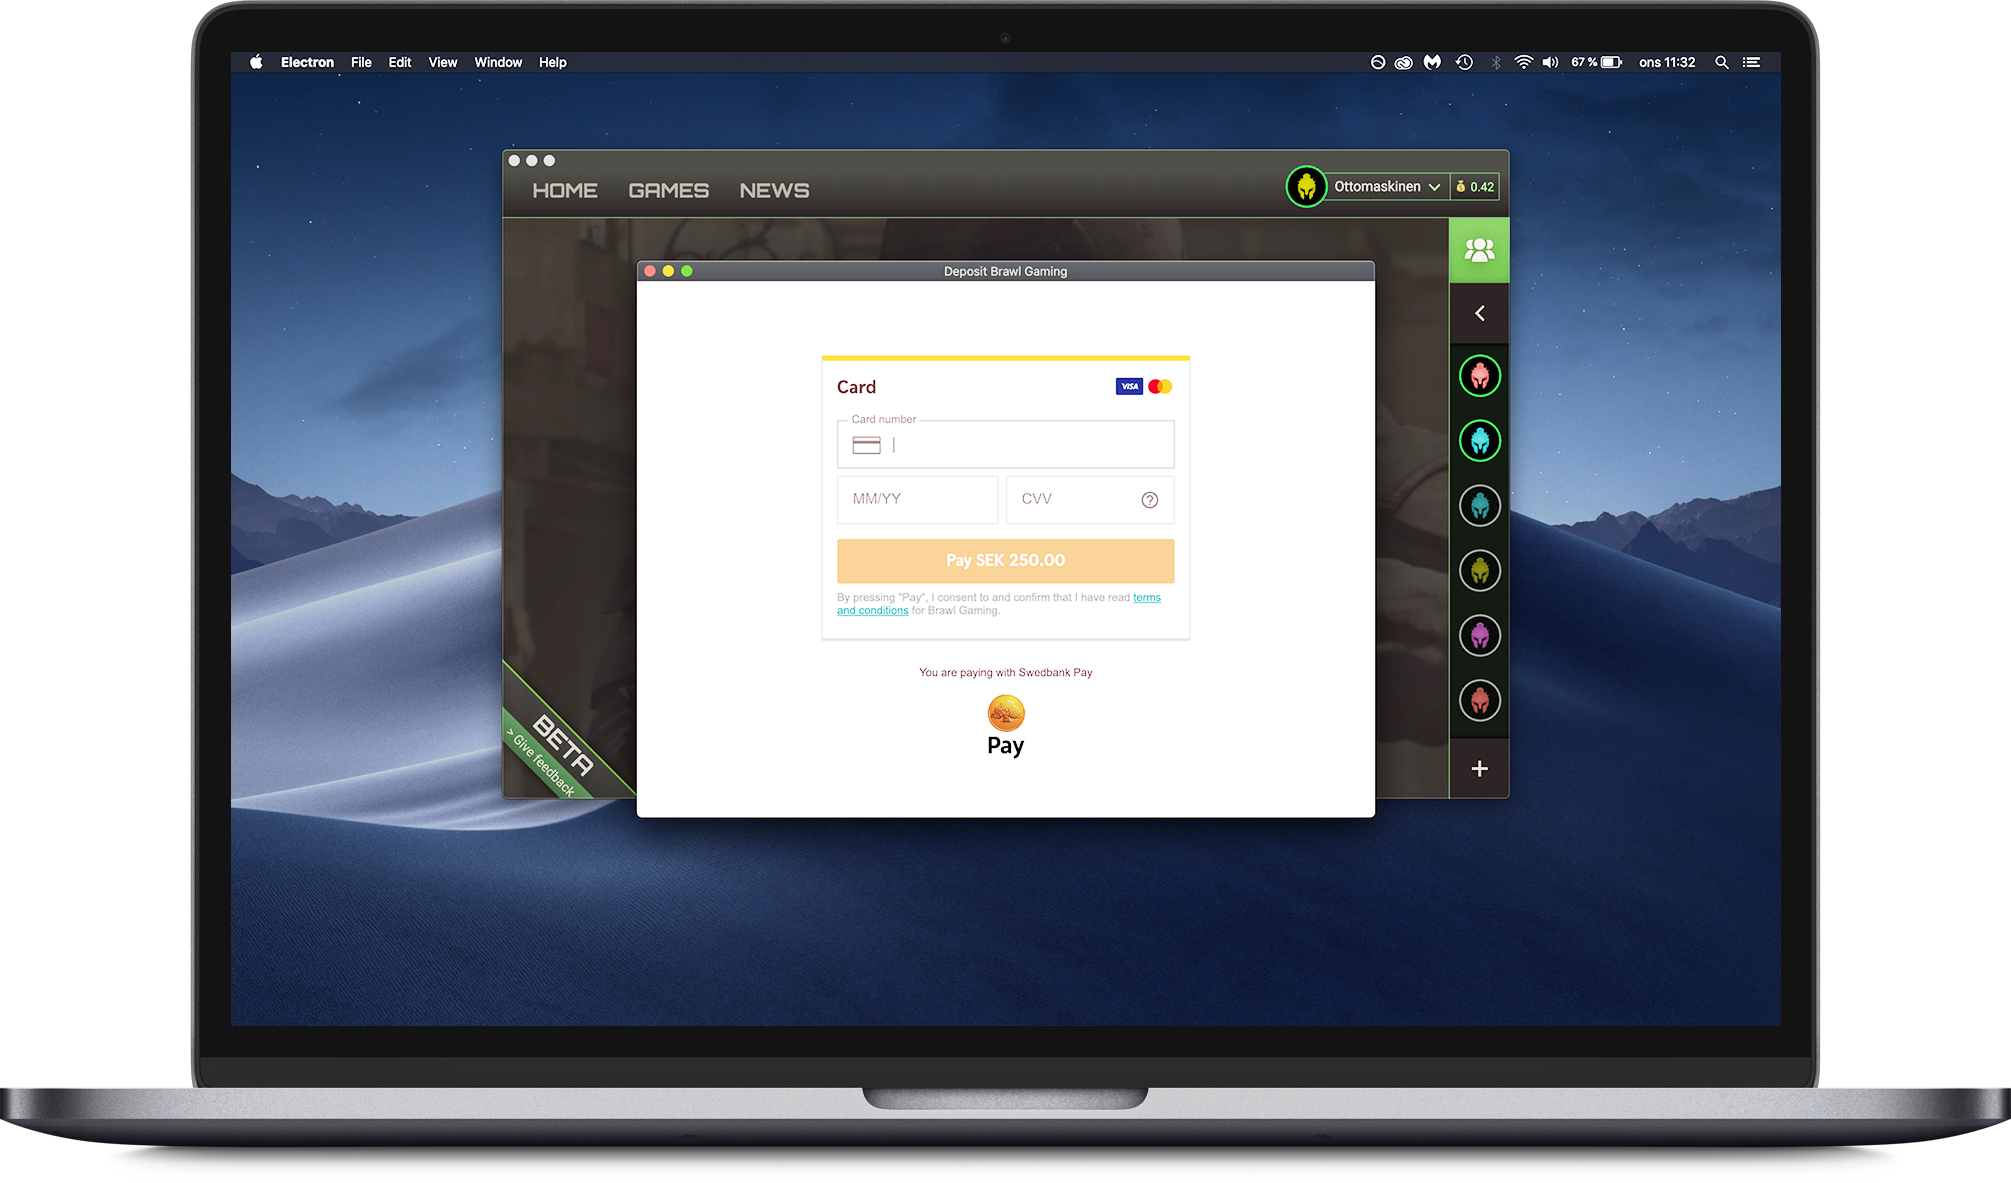 Electron File Edit View Window Help
67 % ons 11:32
HOME GAMES NEWS
Ottomaskinen 0.42
Deposit Brawl Gaming
Card
VISA
Card number
MM/YY CVV ?
Pay SEK 250.00
By pressing "Pay", I consent to and confirm that I have read terms
and conditions for Brawl Gaming.
You are paying with Swedbank Pay
Pay
BETA
> Give feedback